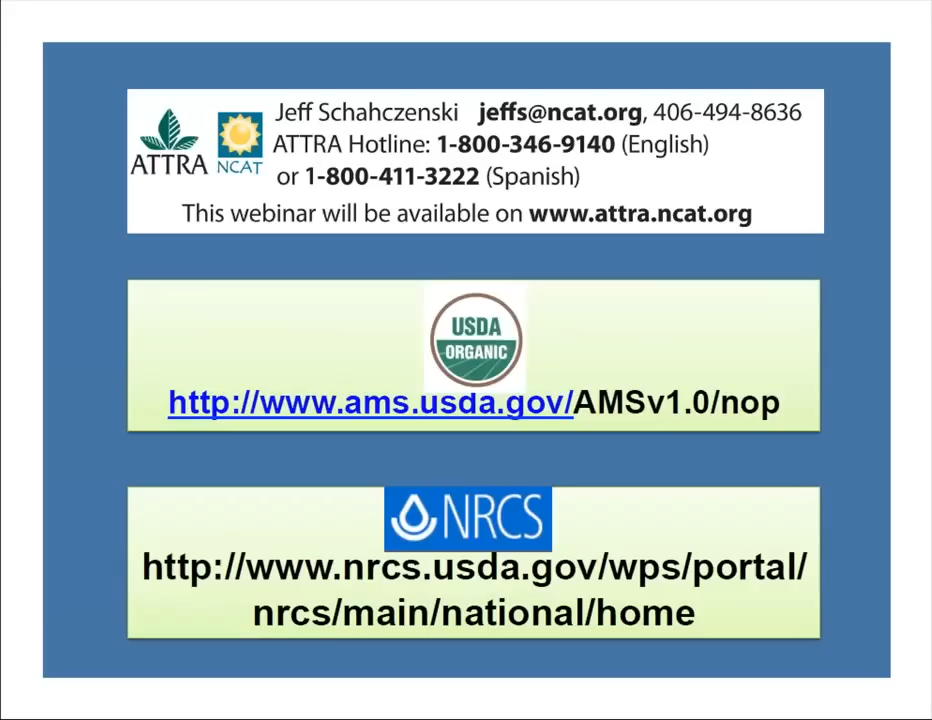 Jeff Schahczenski jeffs@ncat.org, 406-494-8636
ATTRA NCAT ATTRA Hotline: 1-800-346-9140 (English)
or 1-800-411-3222 (Spanish)
This webinar will be available on www.attra.ncat.org
USDA
ORGANIC
http://www.ams.usda.gov/AMSv1.0/nop
NRCS
http://www.nrcs.usda.gov/wps/portal/
nrcs/main/national/home